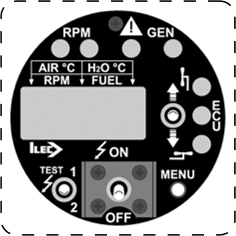 RPM GEN
AIR °C H2O °C
RPM FUEL
ECU
ILEC
ON
TEST 1
MENU
2
OFF